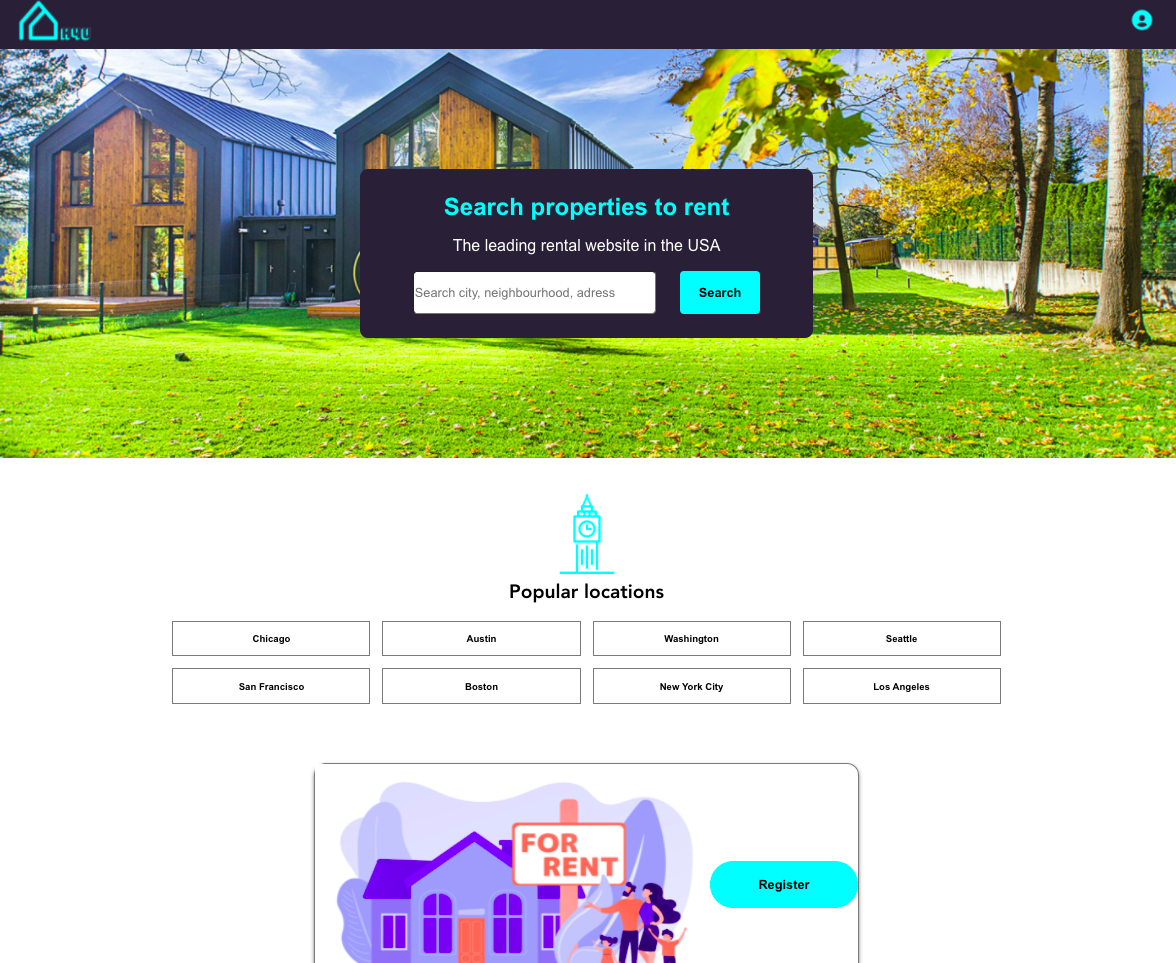 H4U
Search properties to rent
The leading rental website in the USA
Search city, neighbourhood, adress
Search
Popular locations
Chicago
Austin
Washington
Seattle
San Francisco
Boston
New York City
Los Angeles
FOR
RENT
Register